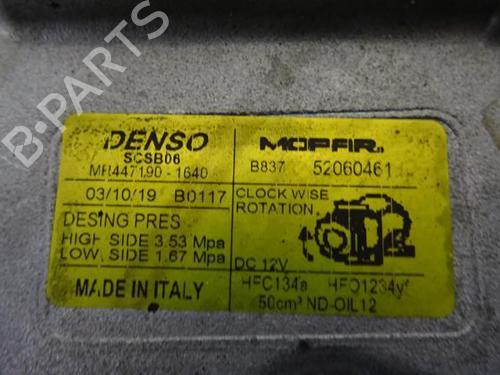 DENSO
SCSB06
MR447190-1640
03/10/19 B0117
DESING PRES
HIGH SIDE 3.53 Mpa
LOW SIDE 1.67 Mpa
MADE IN ITALY
MOPAR
B837 52060461
CLOCK WISE
ROTATION
DC 12V
HFC134a HFO1234yf
50cm³ ND-OIL12
B-PARTS